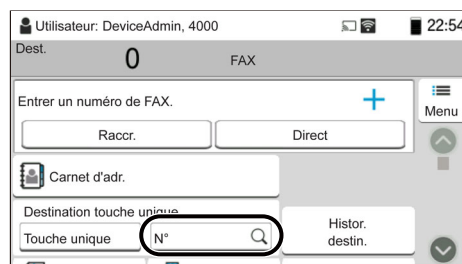 Utilisateur: DeviceAdmin, 4000 22:54
Dest. 0 FAX
Entrer un numéro de FAX.
Menu
Raccr. Direct
Carnet d'adr.
Destination touche unique
Touche unique N° Histor.
destin.